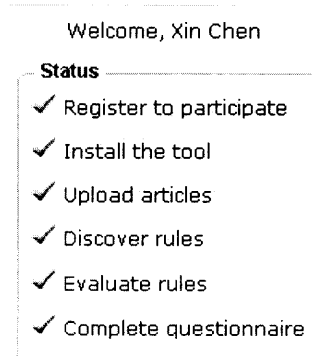 Welcome, Xin Chen
Status
✓ Register to participate
✓ Install the tool
✓ Upload articles
✓ Discover rules
✓ Evaluate rules
✓ Complete questionnaire